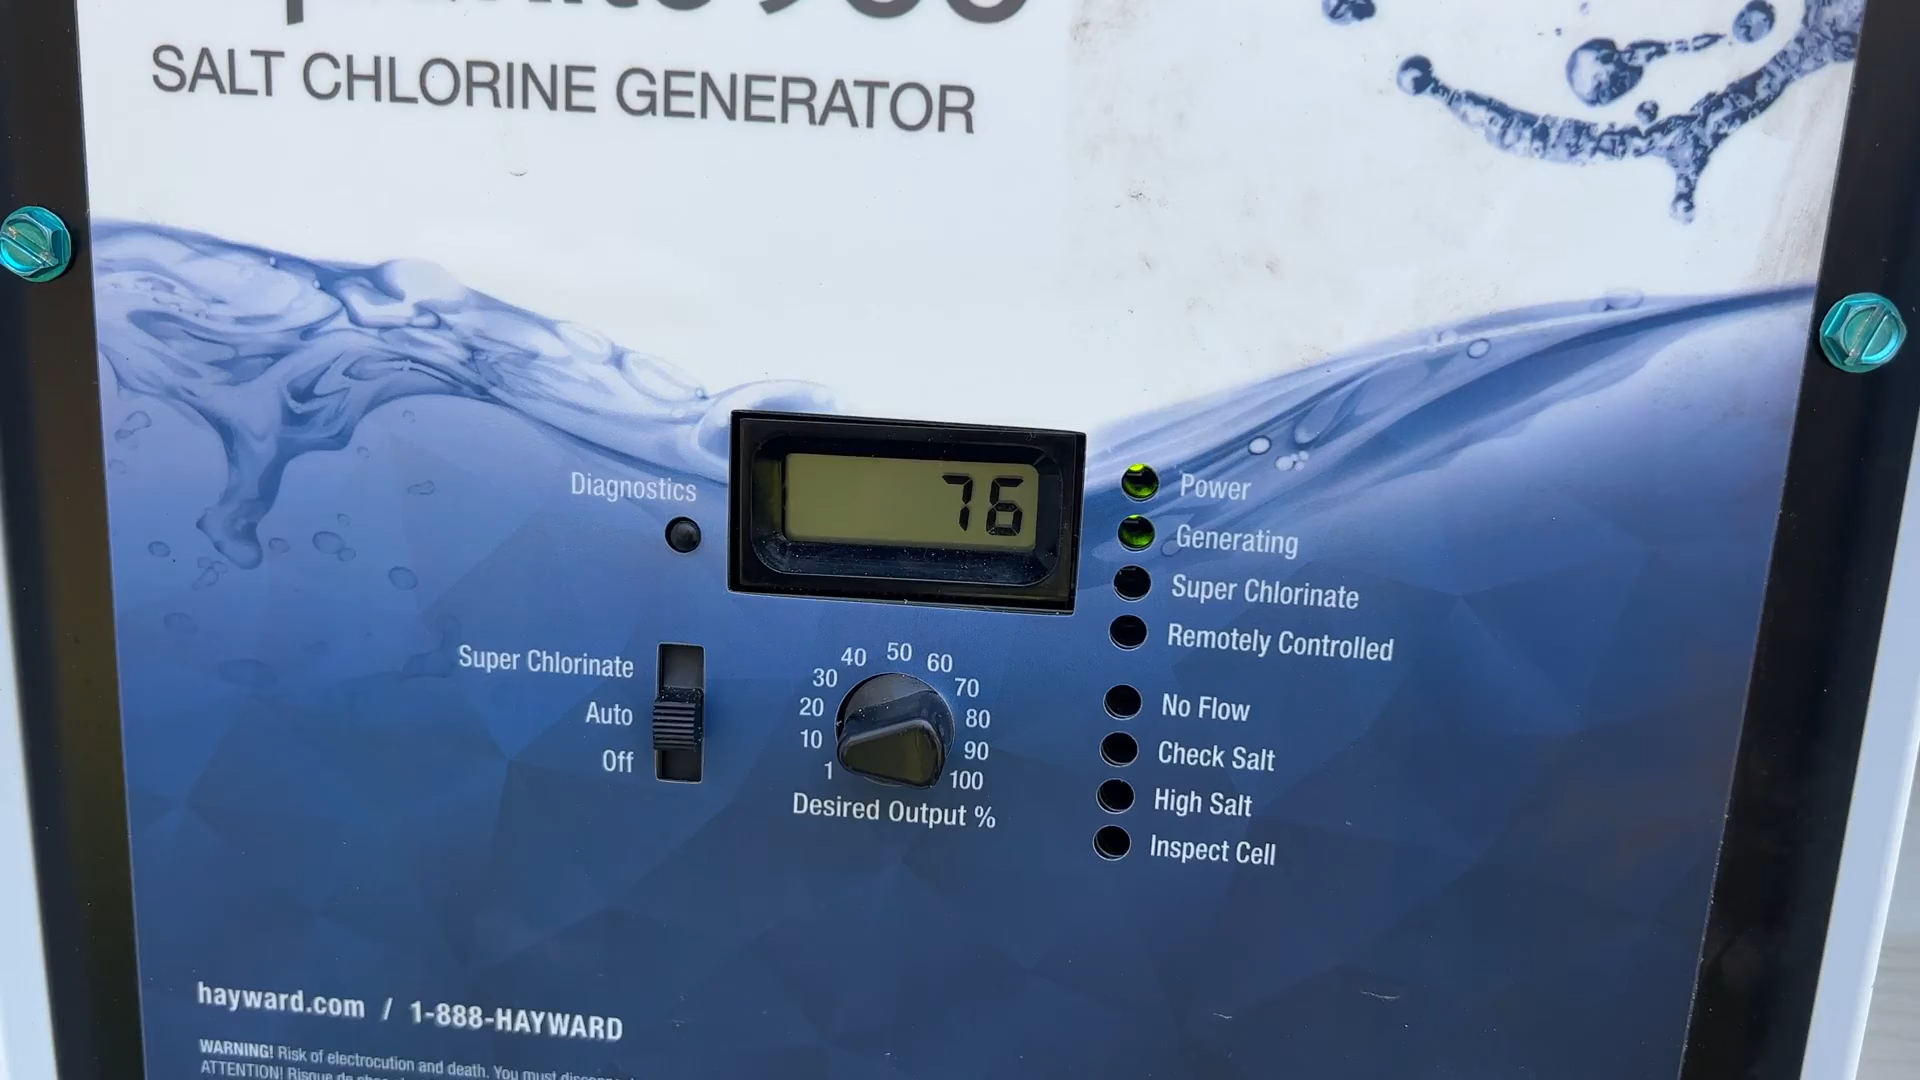 SALT CHLORINE GENERATOR
Diagnostics
76
Power
Generating
Super Chlorinate
Remotely Controlled
No Flow
Check Salt
High Salt
Inspect Cell
Super Chlorinate
Auto
Off
1
10
20
30
40
50
60
70
80
90
100
Desired Output %
hayward.com / 1-888-HAYWARD
WARNING! Risk of electrocution and death. You must
ATTENTION! Risque de